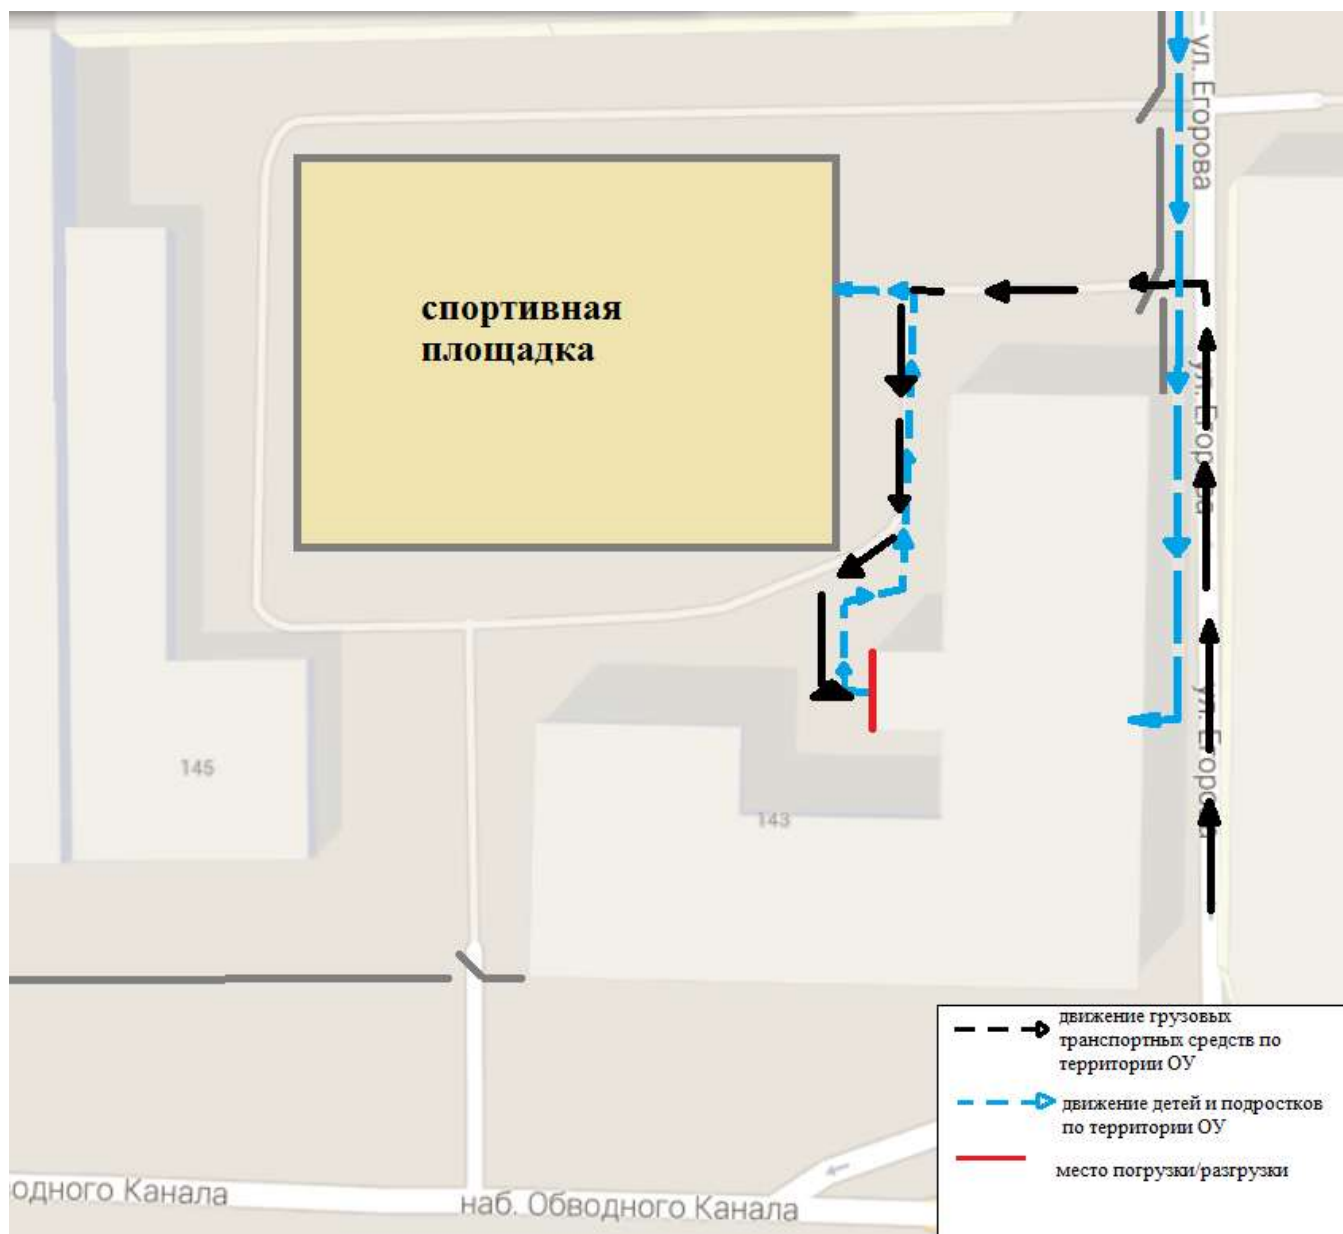 ул. Егорова
спортивная
площадка
ул. Егорова
ул. Егорова
145
143
движение грузовых
транспортных средств по
территории ОУ
движение детей и подростков
по территории ОУ
место погрузки/разгрузки
одного Канала
наб. Обводного Канала